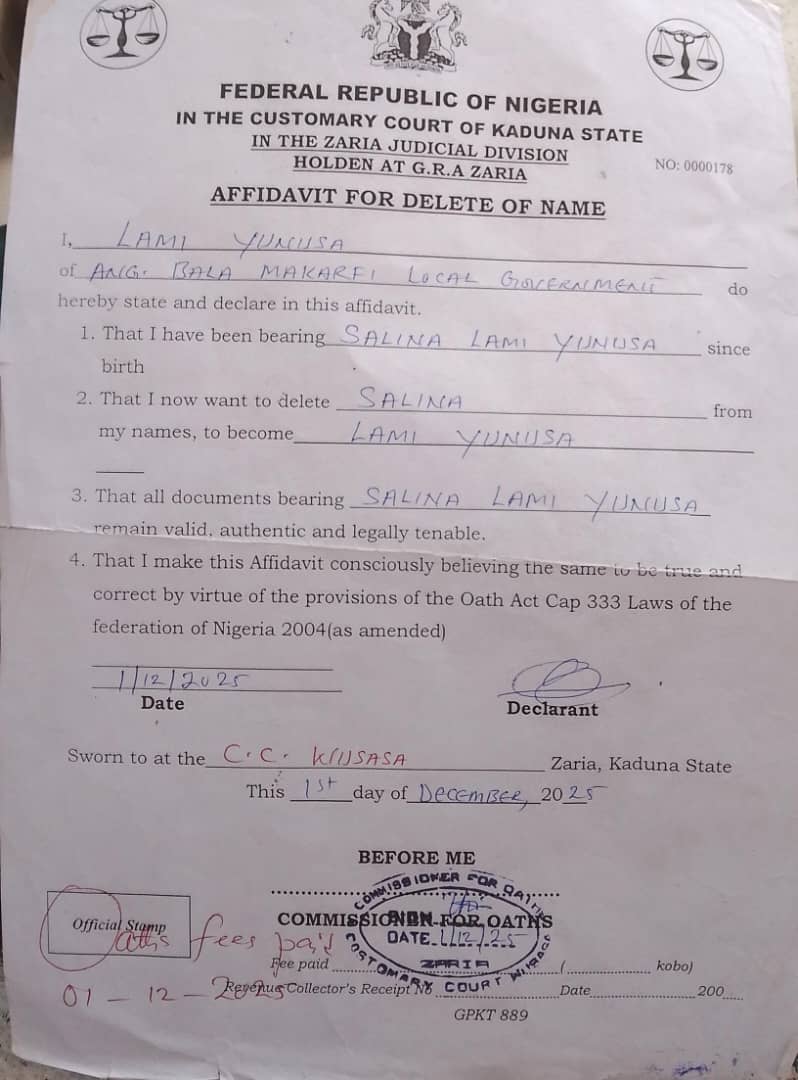 FEDERAL REPUBLIC OF NIGERIA
IN THE CUSTOMARY COURT OF KADUNA STATE
IN THE ZARIA JUDICIAL DIVISION
HOLDEN AT G.R.A ZARIA
NO: 0000178
AFFIDAVIT FOR DELETE OF NAME
I, LAMI YUNUSA
of ANG. BALA MAKARFI LOCAL GOVERNMENT do
hereby state and declare in this affidavit.
1. That I have been bearing SALINA LAMI YUNUSA since
birth
2. That I now want to delete SALINA from
my names, to become LAMI YUNUSA
3. That all documents bearing SALINA LAMI YUNUSA
remain valid, authentic and legally tenable.
4. That I make this Affidavit consciously believing the same to be true and
correct by virtue of the provisions of the Oath Act Cap 333 Laws of the
federation of Nigeria 2004(as amended)
1/12/2025
Date
Declarant
Sworn to at the C.C. KUSASA Zaria, Kaduna State
This 1st day of DECEMBER, 2025
BEFORE ME
COMMISSIONER FOR OATHS
COMMISSIONER FOR OATHS
DATE 1/12/25
ZARIA
CUSTOMARY COURT
Official Stamp
oaths fees paid
Fee paid ( kobo)
01-12-2025
Revenue Collector's Receipt No Date 200
GPKT 889